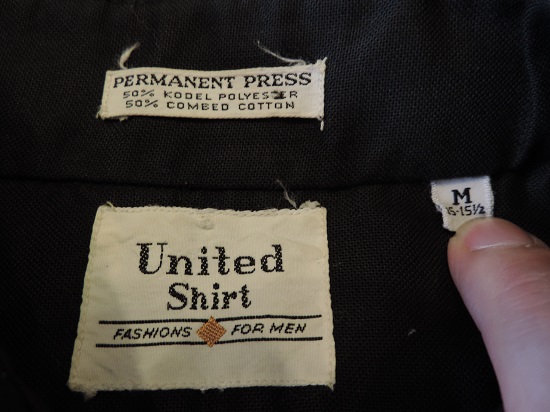 PERMANENT PRESS
50% KODEL POLYESTER
50% COMBED COTTON
M
15-15½
United
Shirt
FASHIONS FOR MEN